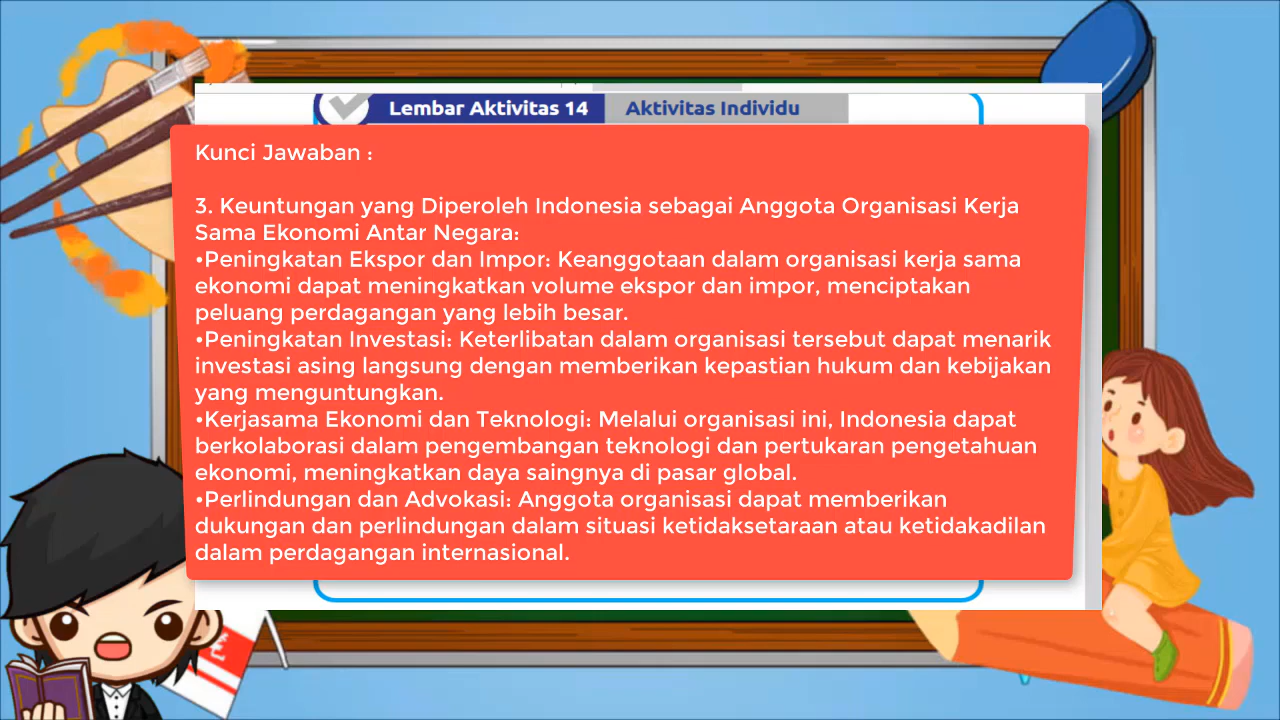 Lembar Aktivitas 14 Aktivitas Individu
Kunci Jawaban :
3. Keuntungan yang Diperoleh Indonesia sebagai Anggota Organisasi Kerja
Sama Ekonomi Antar Negara:
•Peningkatan Ekspor dan Impor: Keanggotaan dalam organisasi kerja sama
ekonomi dapat meningkatkan volume ekspor dan impor, menciptakan
peluang perdagangan yang lebih besar.
•Peningkatan Investasi: Keterlibatan dalam organisasi tersebut dapat menarik
investasi asing langsung dengan memberikan kepastian hukum dan kebijakan
yang menguntungkan.
•Kerjasama Ekonomi dan Teknologi: Melalui organisasi ini, Indonesia dapat
berkolaborasi dalam pengembangan teknologi dan pertukaran pengetahuan
ekonomi, meningkatkan daya saingnya di pasar global.
•Perlindungan dan Advokasi: Anggota organisasi dapat memberikan
dukungan dan perlindungan dalam situasi ketidaksetaraan atau ketidakadilan
dalam perdagangan internasional.